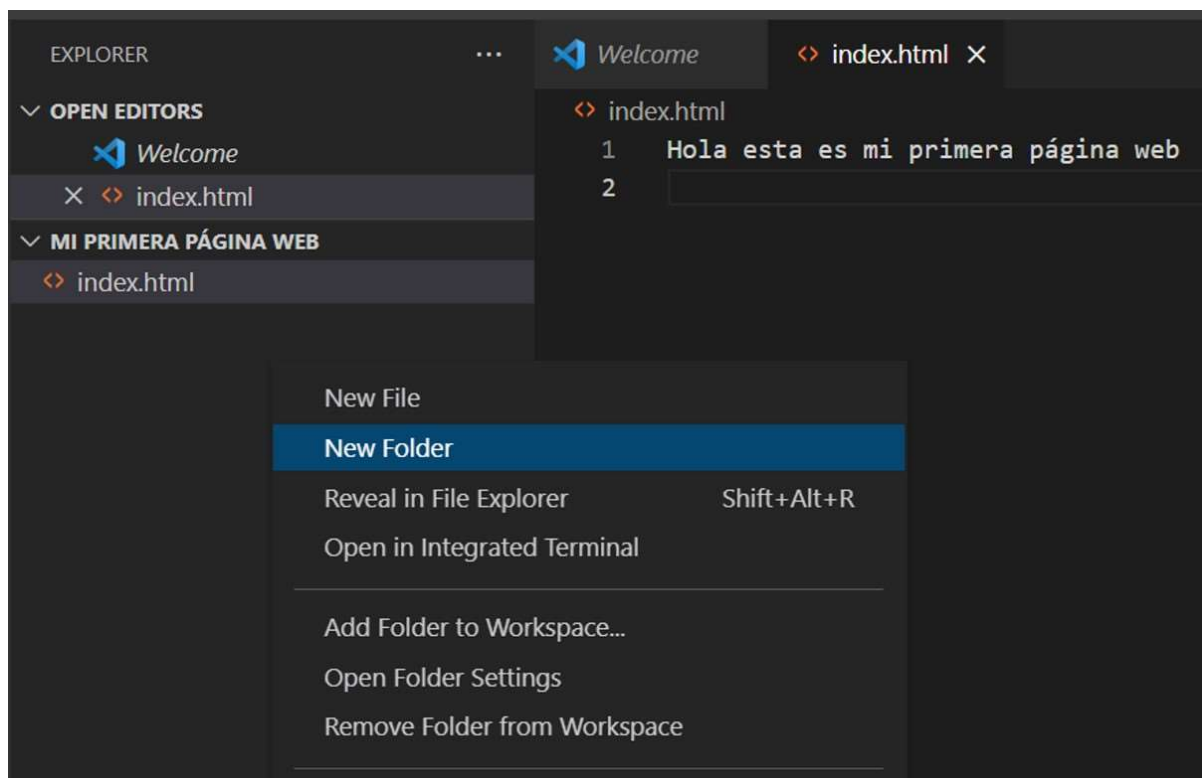 EXPLORER
OPEN EDITORS
Welcome
index.html
MI PRIMERA PÁGINA WEB
index.html
Welcome
index.html
index.html
1 Hola esta es mi primera página web
2
New File
New Folder
Reveal in File Explorer Shift+Alt+R
Open in Integrated Terminal
Add Folder to Workspace...
Open Folder Settings
Remove Folder from Workspace